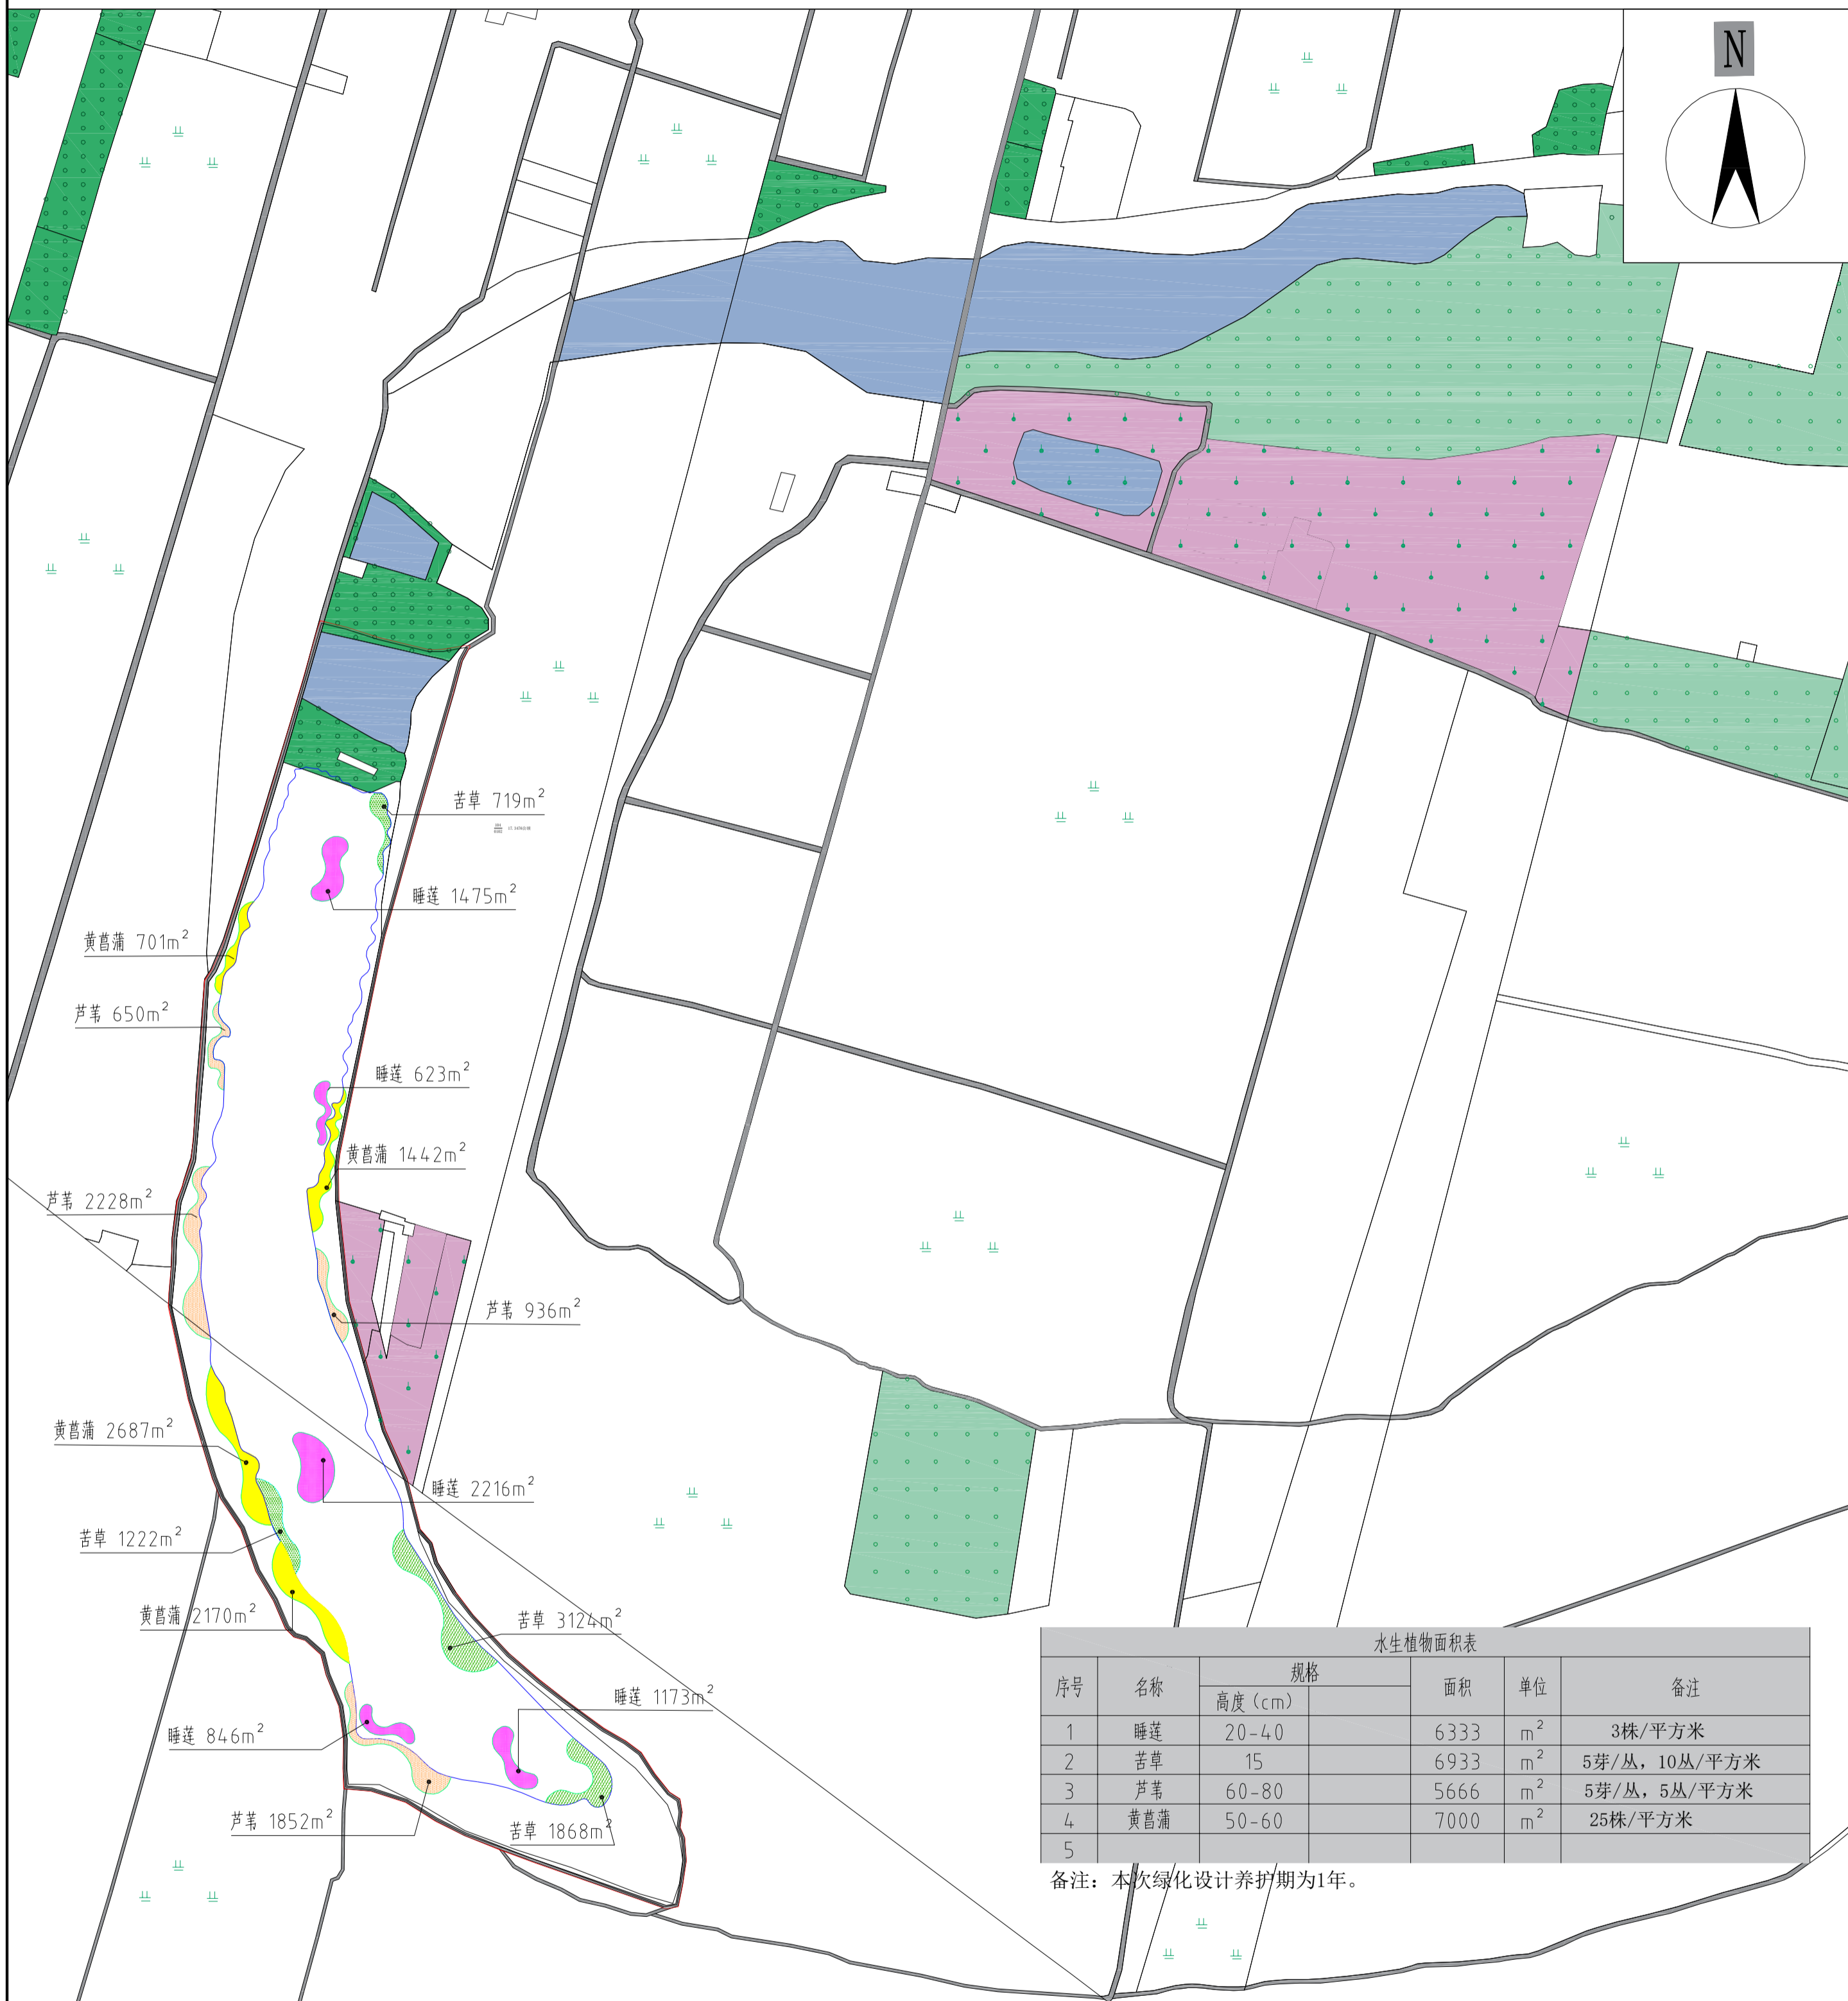 N
苦草 719m²
睡莲 1475m²
黄菖蒲 701m²
芦苇 650m²
睡莲 623m²
黄菖蒲 1442m²
芦苇 2228m²
芦苇 936m²
黄菖蒲 2687m²
睡莲 2216m²
苦草 1222m²
黄菖蒲 2170m²
苦草 3124m²
睡莲 1173m²
睡莲 846m²
芦苇 1852m²
苦草 1868m²
水生植物面积表
序号 名称 规格 面积 单位 备注
高度(cm)
1 睡莲 20-40 6333 m² 3株/平方米
2 苦草 15 6933 m² 5芽/丛，10丛/平方米
3 芦苇 60-80 5666 m² 5芽/丛，5丛/平方米
4 黄菖蒲 50-60 7000 m² 25株/平方米
5
备注：本次绿化设计养护期为1年。